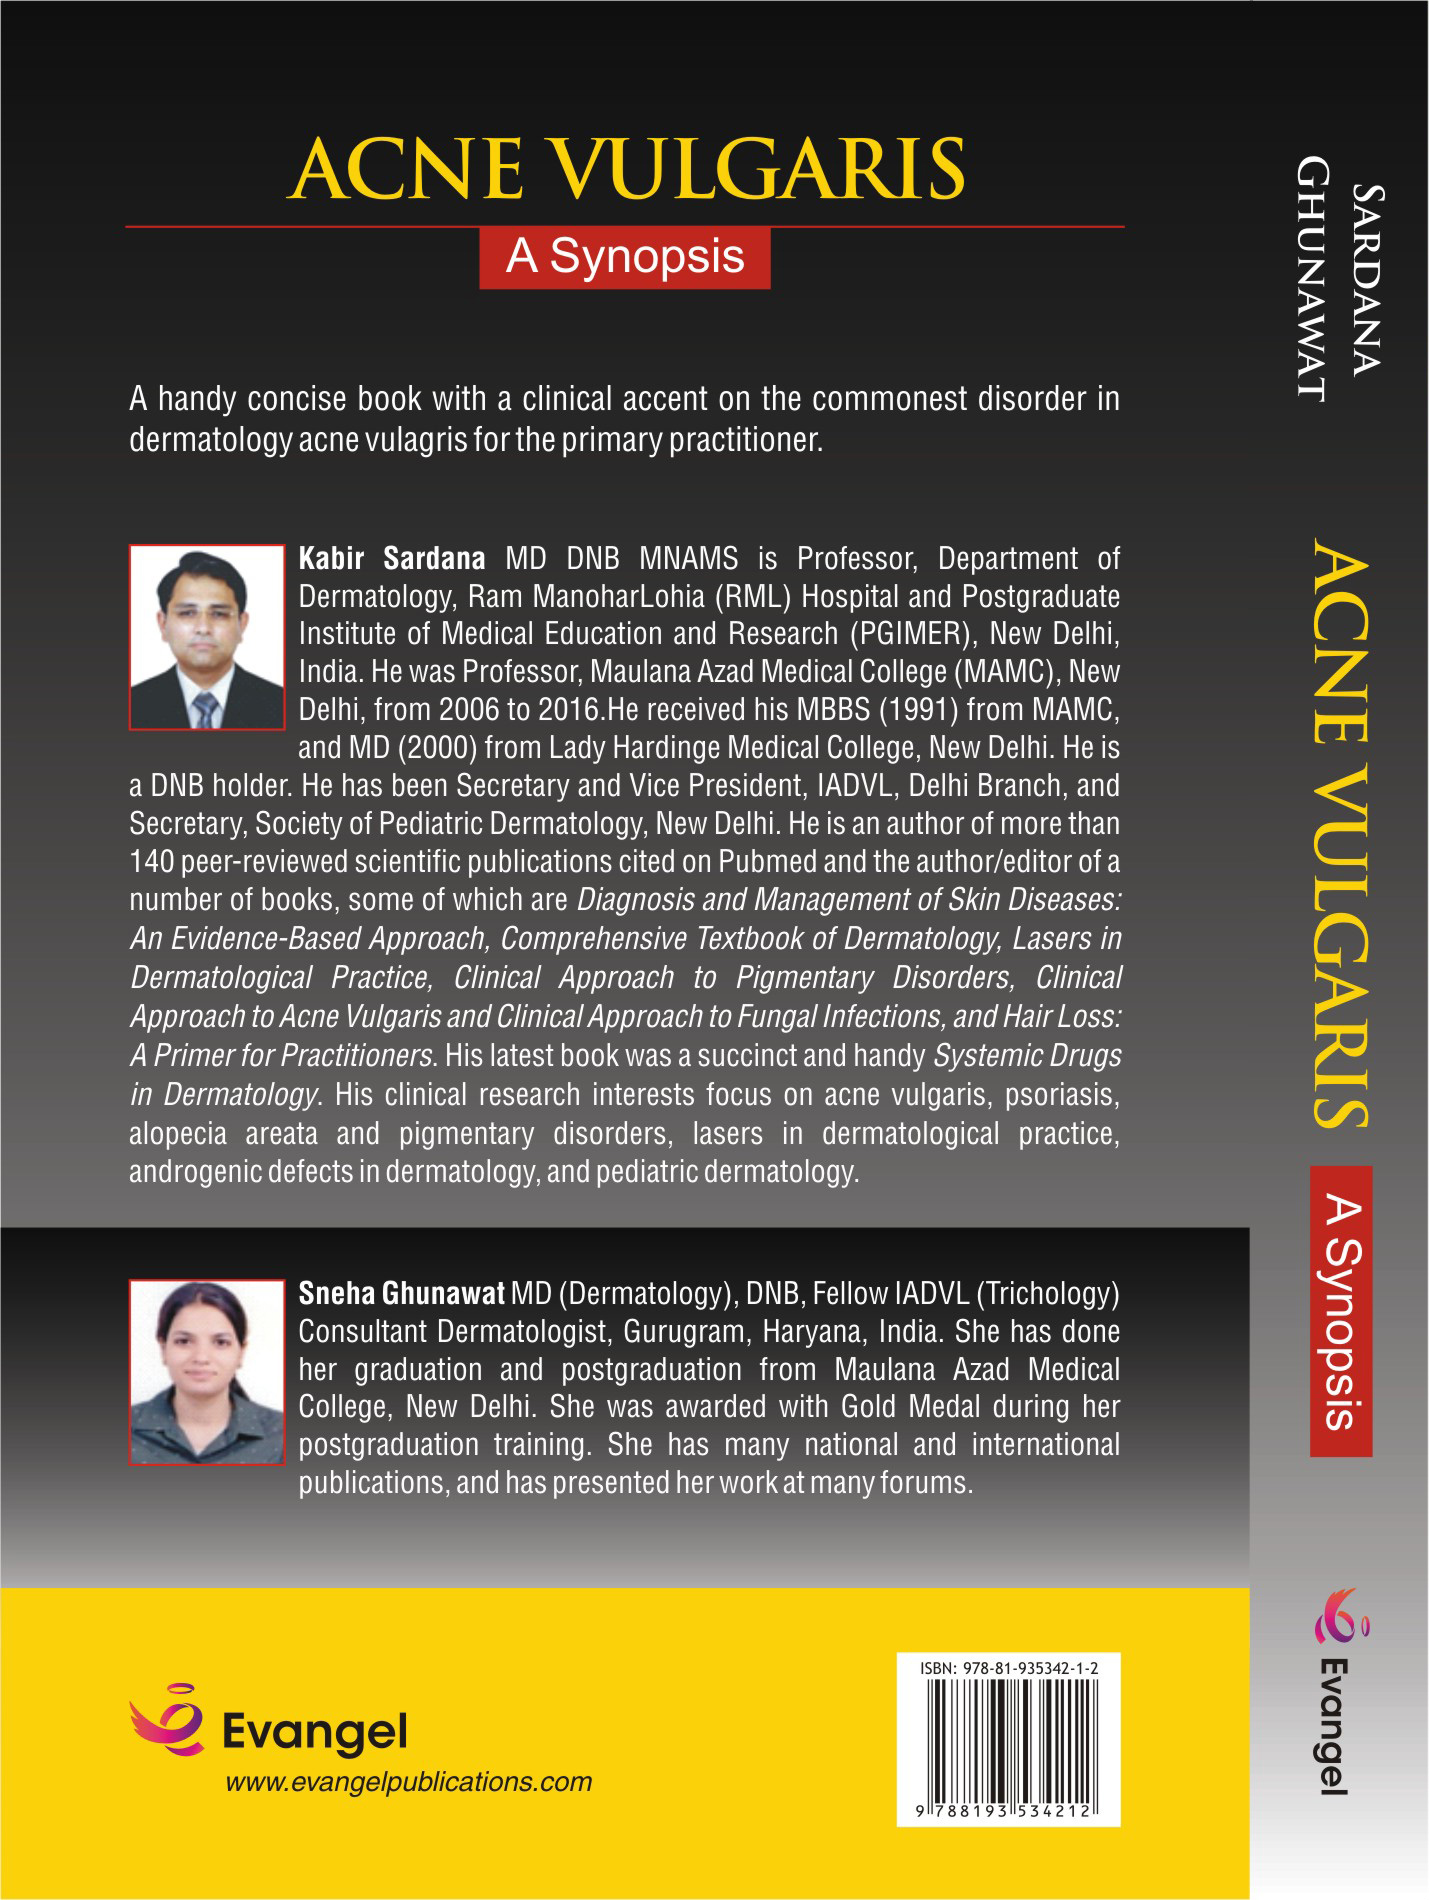 ACNE VULGARIS
A Synopsis
A handy concise book with a clinical accent on the commonest disorder in
dermatology acne vulagris for the primary practitioner.
Kabir Sardana MD DNB MNAMS is Professor, Department of
Dermatology, Ram ManoharLohia (RML) Hospital and Postgraduate
Institute of Medical Education and Research (PGIMER), New Delhi,
India. He was Professor, Maulana Azad Medical College (MAMC), New
Delhi, from 2006 to 2016.He received his MBBS (1991) from MAMC,
and MD (2000) from Lady Hardinge Medical College, New Delhi. He is
a DNB holder. He has been Secretary and Vice President, IADVL, Delhi Branch, and
Secretary, Society of Pediatric Dermatology, New Delhi. He is an author of more than
140 peer-reviewed scientific publications cited on Pubmed and the author/editor of a
number of books, some of which are Diagnosis and Management of Skin Diseases:
An Evidence-Based Approach, Comprehensive Textbook of Dermatology, Lasers in
Dermatological Practice, Clinical Approach to Pigmentary Disorders, Clinical
Approach to Acne Vulgaris and Clinical Approach to Fungal Infections, and Hair Loss:
A Primer for Practitioners. His latest book was a succinct and handy Systemic Drugs
in Dermatology. His clinical research interests focus on acne vulgaris, psoriasis,
alopecia areata and pigmentary disorders, lasers in dermatological practice,
androgenic defects in dermatology, and pediatric dermatology.
Sneha Ghunawat MD (Dermatology), DNB, Fellow IADVL (Trichology)
Consultant Dermatologist, Gurugram, Haryana, India. She has done
her graduation and postgraduation from Maulana Azad Medical
College, New Delhi. She was awarded with Gold Medal during her
postgraduation training. She has many national and international
publications, and has presented her work at many forums.
Evangel
www.evangelpublications.com
ISBN: 978-81-935342-1-2
9 788193 534212
SARDANA
GHUNAWAT
ACNE VULGARIS
A Synopsis
Evangel